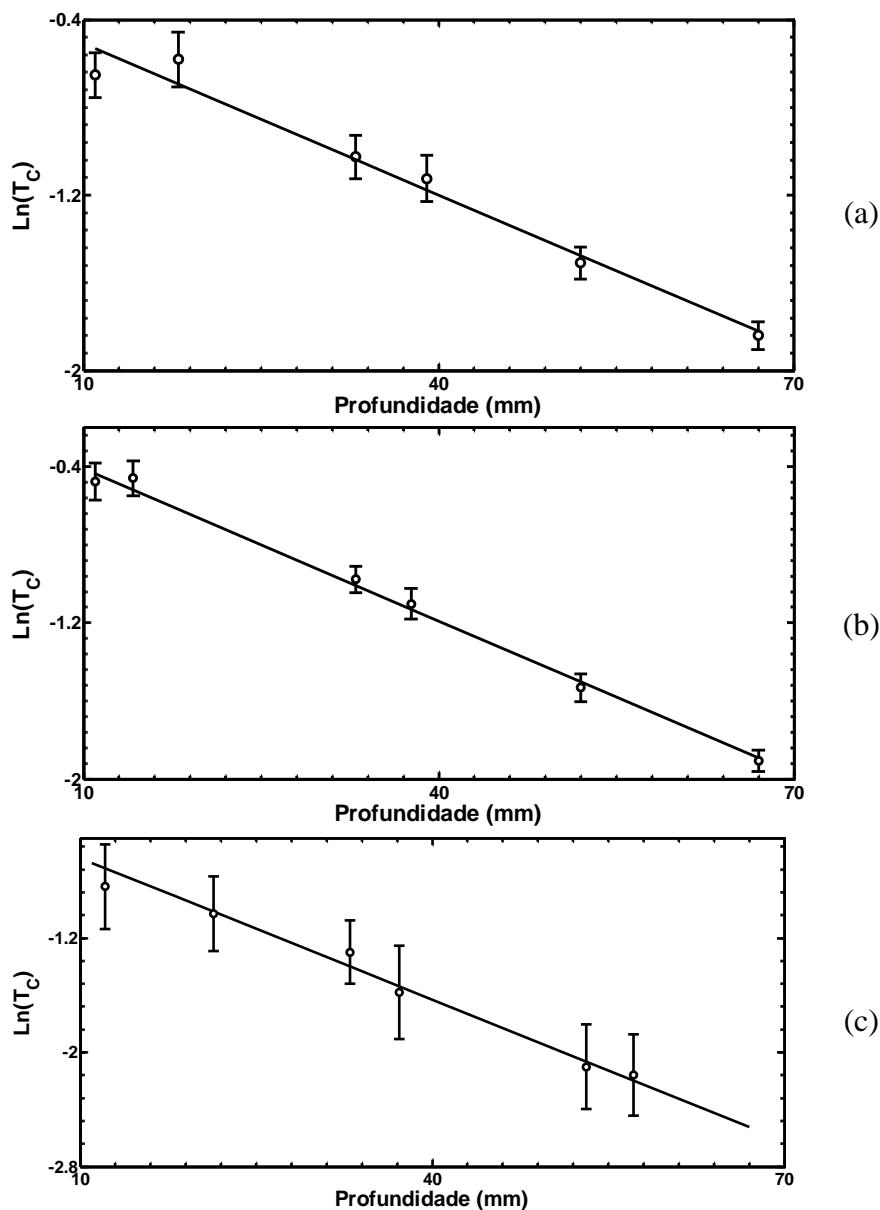 -0.4
-1.2
-2
Ln(T_C)
10 40 70
Profundidade (mm)
(a)
-0.4
-1.2
-2
Ln(T_C)
10 40 70
Profundidade (mm)
(b)
-1.2
-2
-2.8
Ln(T_C)
10 40 70
Profundidade (mm)
(c)